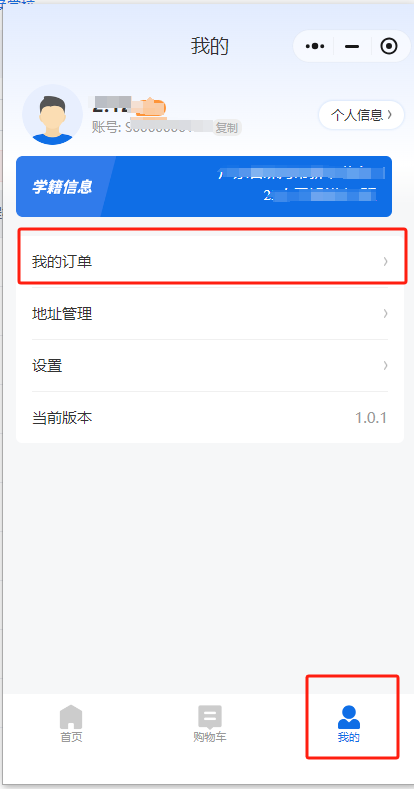 我的
个人信息
账号:
复制
学籍信息
我的订单
地址管理
设置
当前版本
1.0.1
首页
购物车
我的